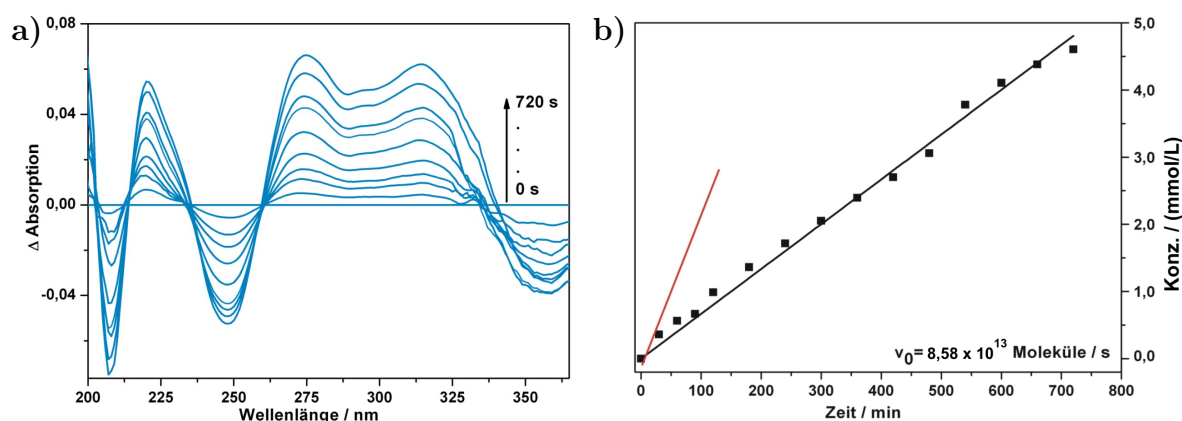 a)
0,08
0,04
0,00
-0,04
Δ Absorption
720 s
.
.
.
0 s
200 225 250 275 300 325 350
Wellenlänge / nm
b)
5,0
4,0
3,0
2,0
1,0
0,0
Konz. / (mmol/L)
v0= 8,58 x 10^13 Moleküle / s
0 100 200 300 400 500 600 700 800
Zeit / min